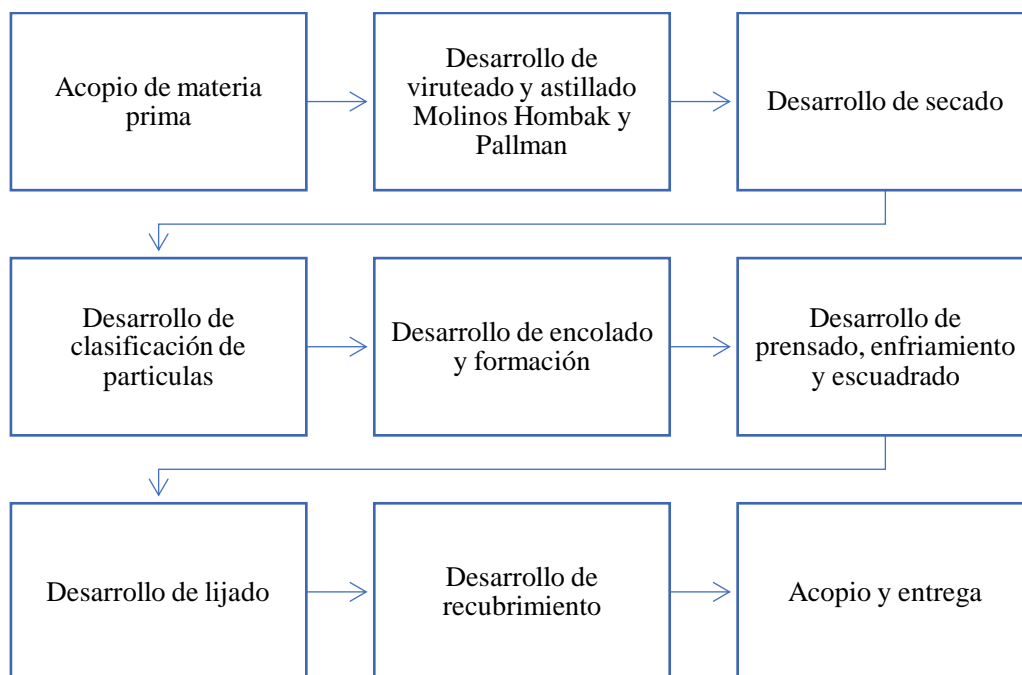 Acopio de materia
prima
Desarrollo de
viruteado y astillado
Molinos Hombak y
Pallman
Desarrollo de secado
Desarrollo de
clasificación de
particulas
Desarrollo de encolado
y formación
Desarrollo de
prensado, enfriamiento
y escuadrado
Desarrollo de lijado
Desarrollo de
recubrimiento
Acopio y entrega